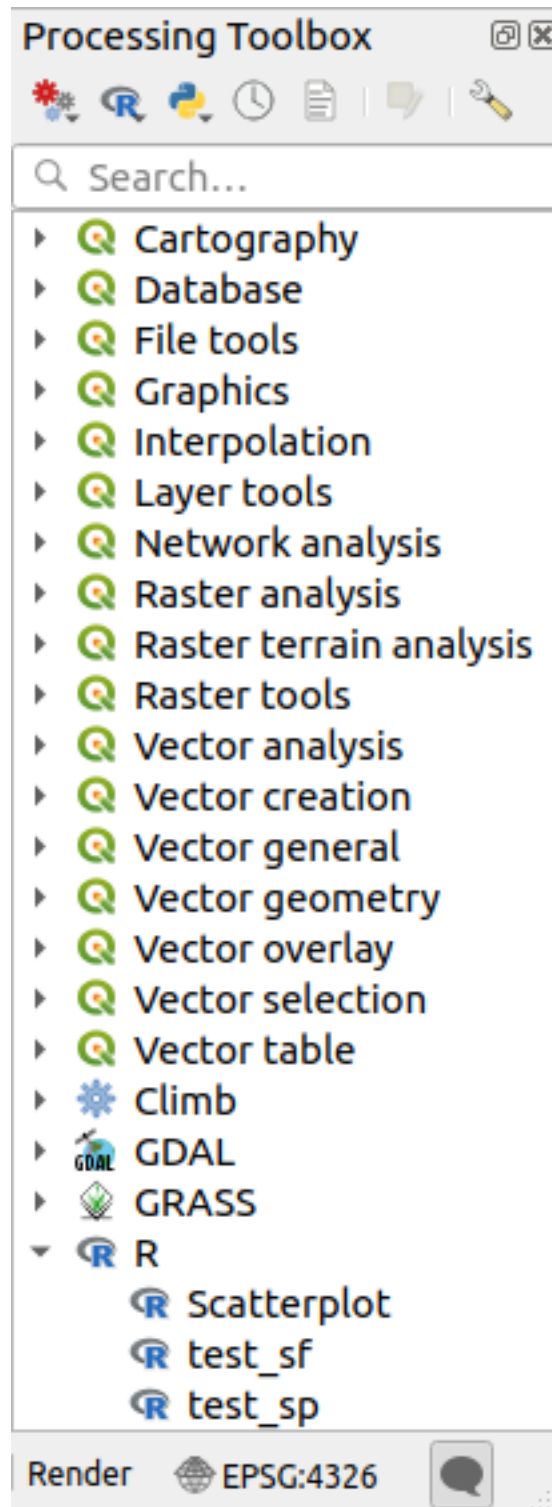 Processing Toolbox
Search...
Cartography
Database
File tools
Graphics
Interpolation
Layer tools
Network analysis
Raster analysis
Raster terrain analysis
Raster tools
Vector analysis
Vector creation
Vector general
Vector geometry
Vector overlay
Vector selection
Vector table
Climb
GDAL GDAL
GRASS
R R
R Scatterplot
R test_sf
R test_sp
Render EPSG:4326